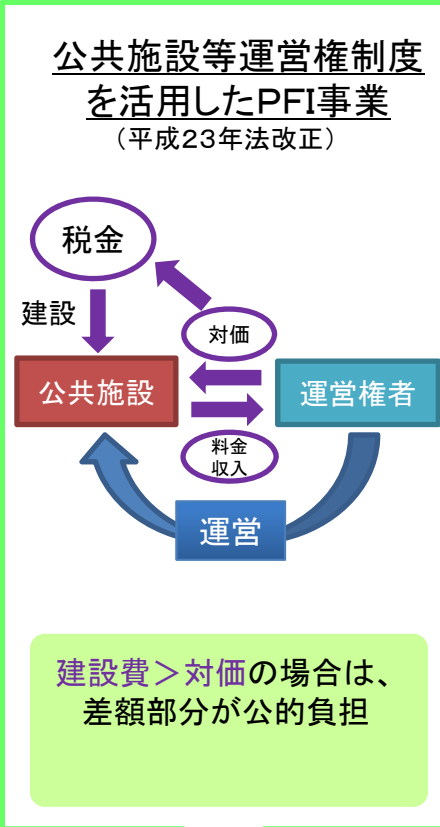 公共施設等運営権制度
を活用したPFI事業
（平成23年法改正）
税金
建設
対価
公共施設
運営権者
料金
収入
運営
建設費＞対価の場合は、
差額部分が公的負担